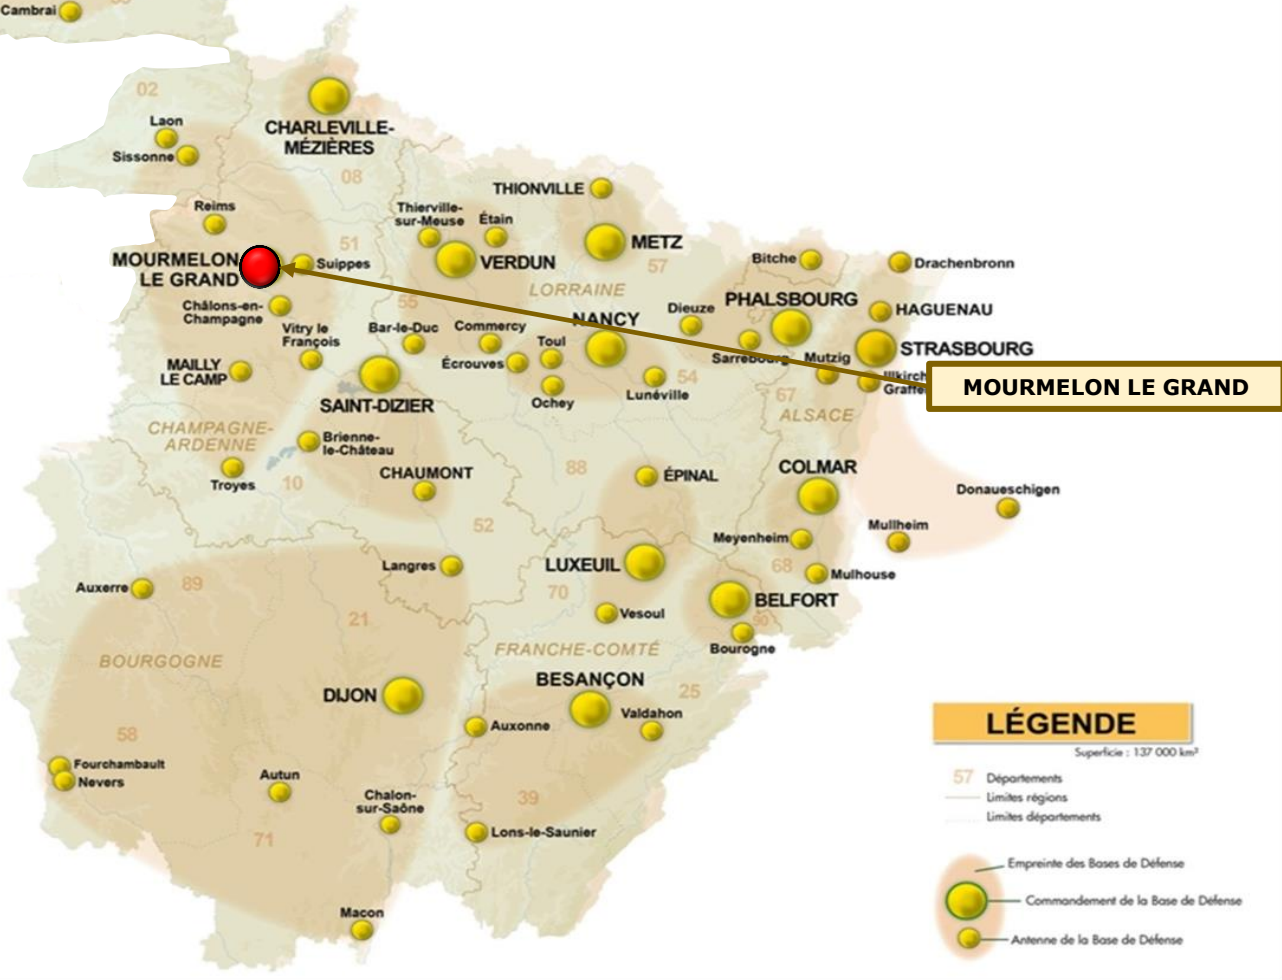 Cambrai
02
Laon
Sissonne
CHARLEVILLE-
MÉZIÈRES
08
Reims
THIONVILLE
Thierville-
sur-Meuse
Étain
MOURMELON
LE GRAND
51
Suippes
VERDUN
METZ
57
Bitche
Drachenbronn
LORRAINE
Châlons-en-
Champagne
55
Dieuze
PHALSBOURG
HAGUENAU
Vitry le
François
Bar-le-Duc
Commercy
NANCY
Toul
Écrouves
Sarrebourg
Mutzig
STRASBOURG
MAILLY
LE CAMP
Illkirch
Graffe
MOURMELON LE GRAND
SAINT-DIZIER
Ochey
Lunéville
54
67
ALSACE
CHAMPAGNE-
ARDENNE
Brienne-
le-Château
Troyes
10
CHAUMONT
88
ÉPINAL
COLMAR
Donaueschigen
52
Meyenheim
Mullheim
Langres
LUXEUIL
68
Mulhouse
Auxerre
89
70
Vesoul
BELFORT
90
Bourogne
21
BOURGOGNE
FRANCHE-COMTÉ
DIJON
BESANÇON
25
Valdahon
Auxonne
58
Fourchambault
Nevers
Autun
Chalon-
sur-Saône
39
Lons-le-Saunier
71
Macon
LÉGENDE
Superficie : 137 000 km²
57 Départements
Limites régions
Limites départements
Empreinte des Bases de Défense
Commandement de la Base de Défense
Antenne de la Base de Défense